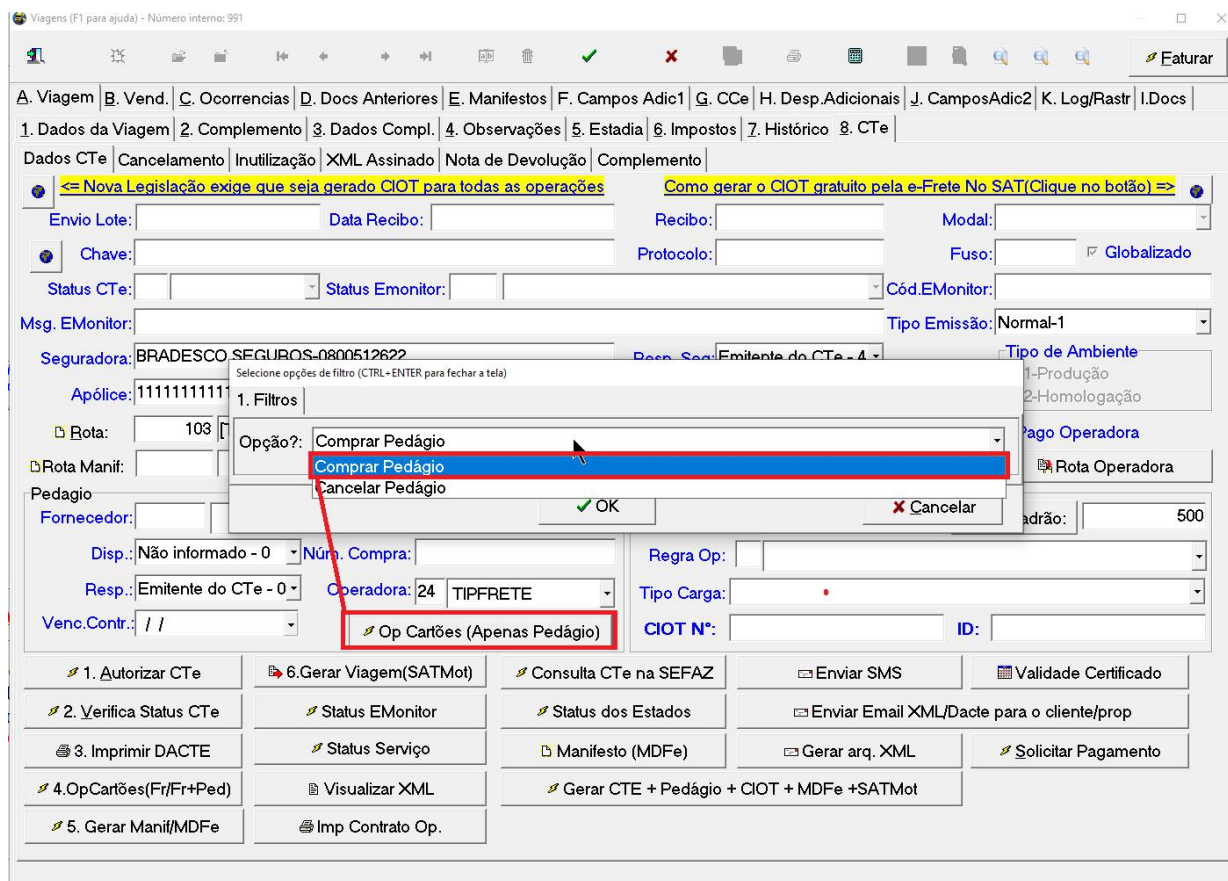 Viagens (F1 para ajuda) - Número interno: 991
Faturar
A. Viagem B. Vend. C. Ocorrencias D. Docs Anteriores E. Manifestos F. Campos Adic1 G. CCe H. Desp.Adicionais J. CamposAdic2 K. Log/Rastr I.Docs
1. Dados da Viagem 2. Complemento 3. Dados Compl. 4. Observações 5. Estadia 6. Impostos 7. Histórico 8. CTe
Dados CTe Cancelamento Inutilização XML Assinado Nota de Devolução Complemento
<= Nova Legislação exige que seja gerado CIOT para todas as operações Como gerar o CIOT gratuito pela e-Frete No SAT(Clique no botão) =>
Envio Lote: Data Recibo: Recibo: Modal:
Chave: Protocolo: Fuso: Globalizado
Status CTe: Status Emonitor: Cód.EMonitor:
Msg. EMonitor: Tipo Emissão: Normal-1
Seguradora: BRADESCO SEGUROS-0800512622 Resp. Seg: Emitente do CTe - 4 Tipo de Ambiente
Selecione opções de filtro (CTRL+ENTER para fechar a tela)
1-Produção
Apólice: 11111111111 1. Filtros 2-Homologação
Rota: 103 Opção?: Comprar Pedágio Pago Operadora
Rota Manif: Comprar Pedágio Rota Operadora
Pedagio Cancelar Pedágio
Fornecedor: OK Cancelar adrão: 500
Disp.: Não informado - 0 Núm. Compra: Regra Op:
Resp.: Emitente do CTe - 0 Operadora: 24 TIPFRETE Tipo Carga:
Venc.Contr.: / / Op Cartões (Apenas Pedágio) CIOT N°: ID:
1. Autorizar CTe 6.Gerar Viagem(SATMot) Consulta CTe na SEFAZ Enviar SMS Validade Certificado
2. Verifica Status CTe Status EMonitor Status dos Estados Enviar Email XML/Dacte para o cliente/prop
3. Imprimir DACTE Status Serviço Manifesto (MDFe) Gerar arq. XML Solicitar Pagamento
4.OpCartões(Fr/Fr+Ped) Visualizar XML Gerar CTE + Pedágio + CIOT + MDFe +SATMot
5. Gerar Manif/MDFe Imp Contrato Op.